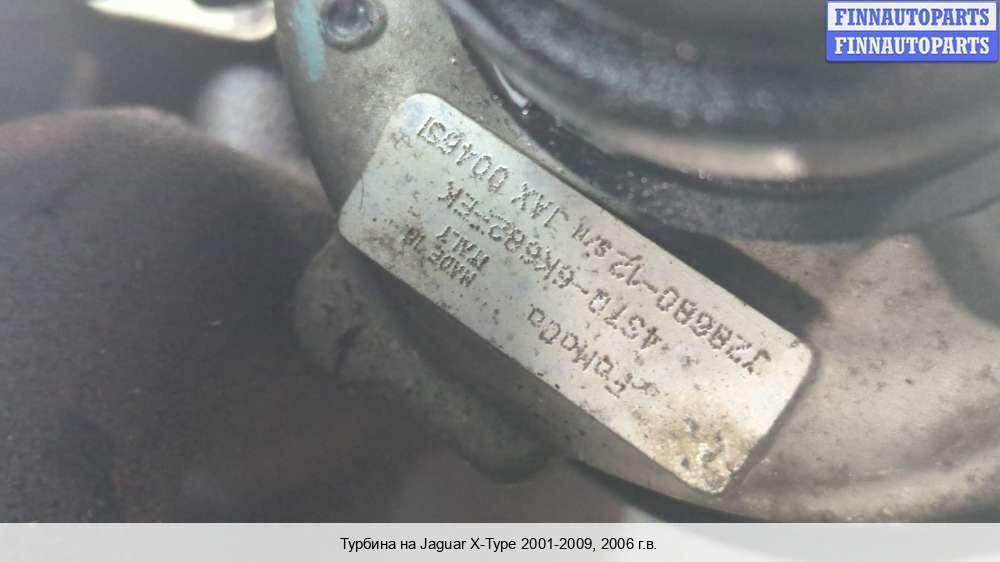 FINNAUTOPARTS
FINNAUTOPARTS
FoMoCo
MADE IN
ITALY
4S7Q-6K682-EK
728680-12 s/n JAX
Турбина на Jaguar X-Type 2001-2009, 2006 г.в.